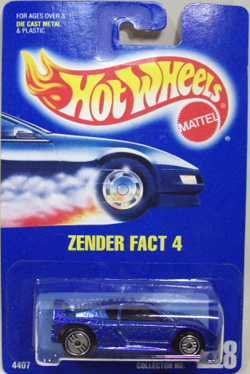 FOR AGES OVER 3
DIE CAST METAL
& PLASTIC
Hot Wheels
MATTEL
ZENDER FACT 4
4407
COLLECTOR NO.